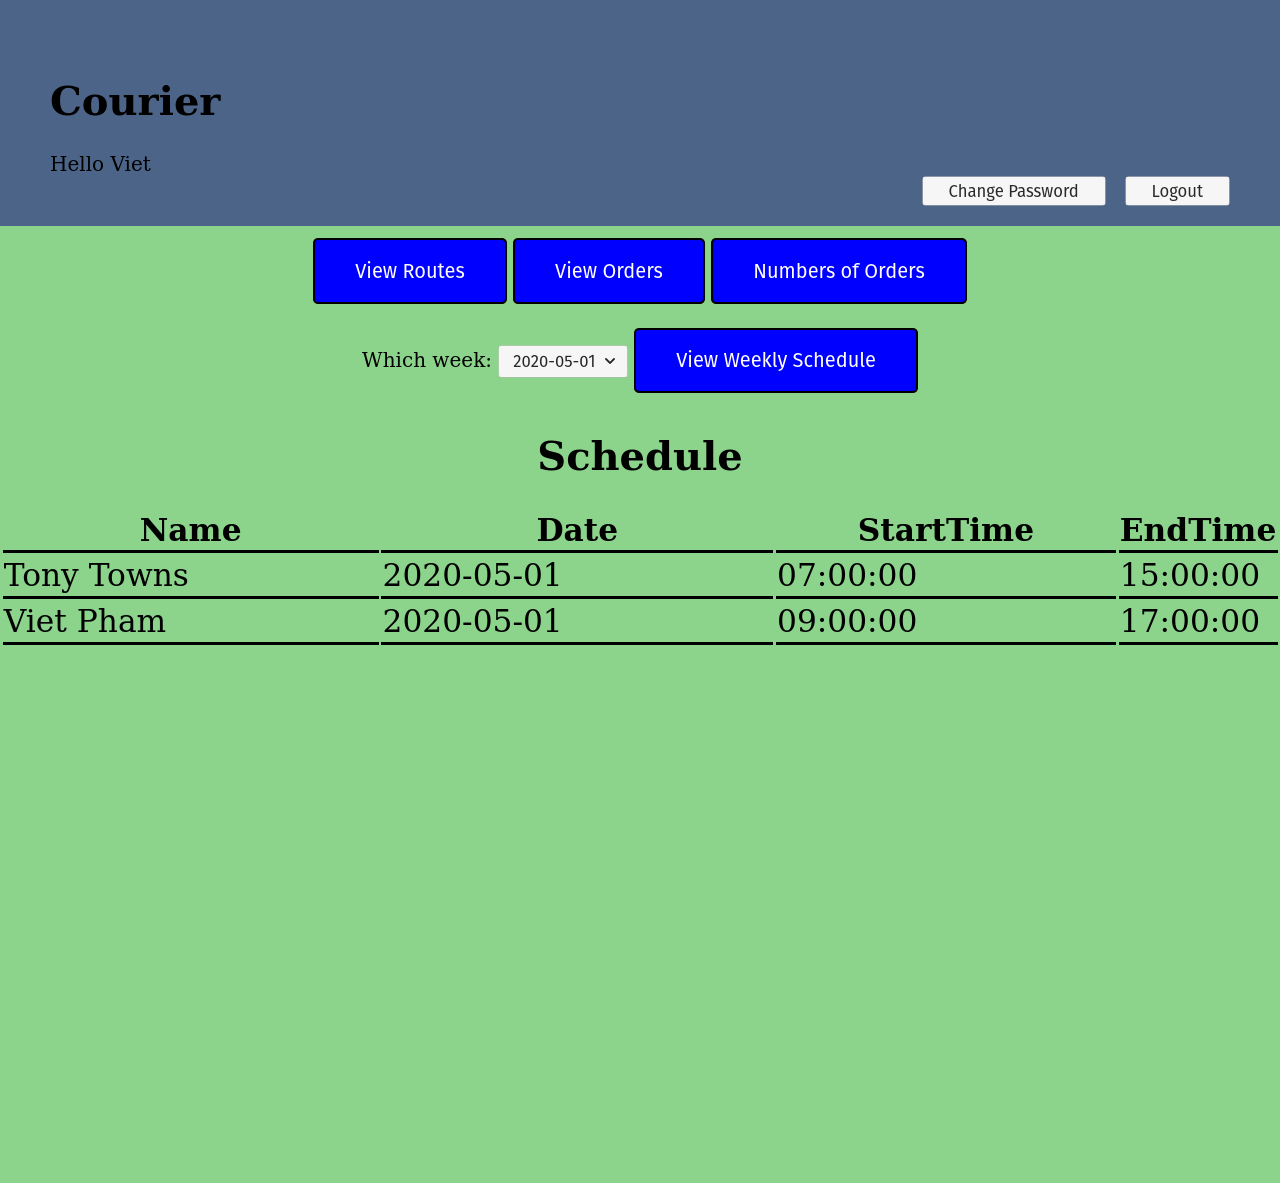 Courier
Hello Viet
Change Password Logout
View Routes View Orders Numbers of Orders
Which week: 2020-05-01 View Weekly Schedule
Schedule
Name Date StartTime EndTime
Tony Towns 2020-05-01 07:00:00 15:00:00
Viet Pham 2020-05-01 09:00:00 17:00:00